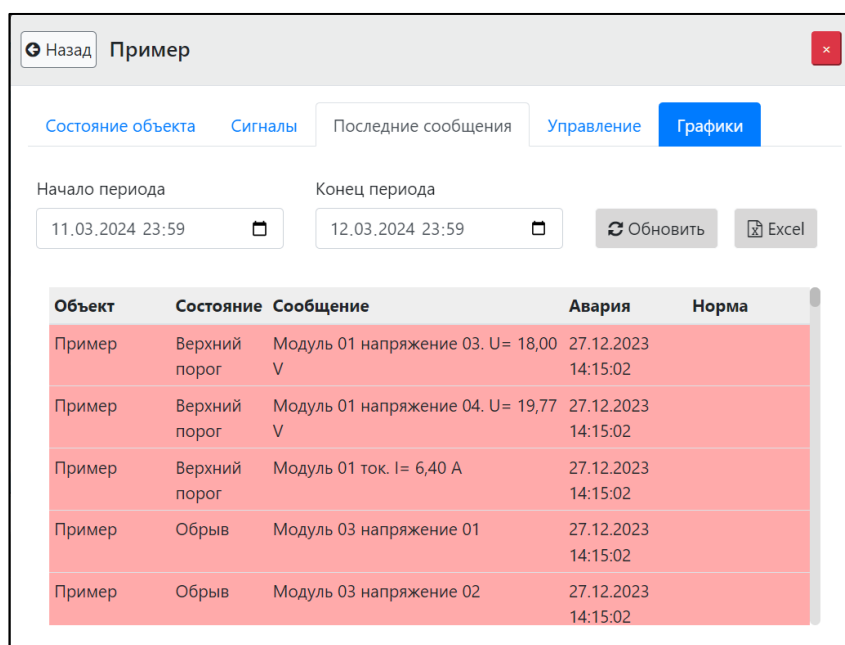 Назад Пример ×
Состояние объекта Сигналы Последние сообщения Управление Графики
Начало периода Конец периода
11.03.2024 23:59 12.03.2024 23:59 Обновить Excel
Объект Состояние Сообщение Авария Норма
Пример Верхний Модуль 01 напряжение 03. U= 18,00 27.12.2023
порог V 14:15:02
Пример Верхний Модуль 01 напряжение 04. U= 19,77 27.12.2023
порог V 14:15:02
Пример Верхний Модуль 01 ток. I= 6,40 A 27.12.2023
порог 14:15:02
Пример Обрыв Модуль 03 напряжение 01 27.12.2023
14:15:02
Пример Обрыв Модуль 03 напряжение 02 27.12.2023
14:15:02